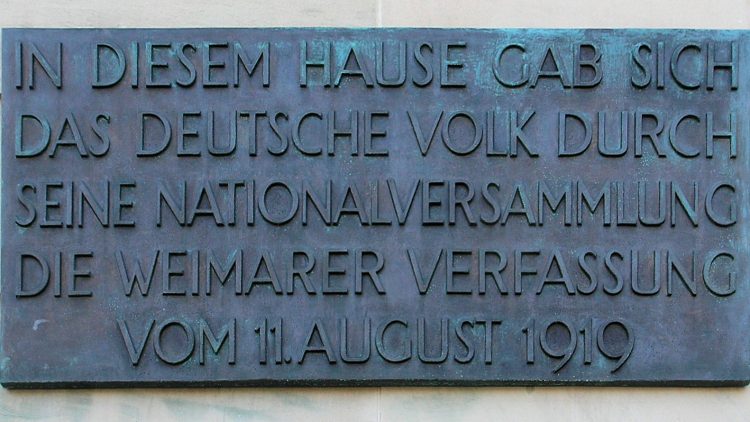 IN DIESEM HAUSE GAB SICH
DAS DEUTSCHE VOLK DURCH
SEINE NATIONALVERSAMMLUNG
DIE WEIMARER VERFASSUNG
VOM 11. AUGUST 1919